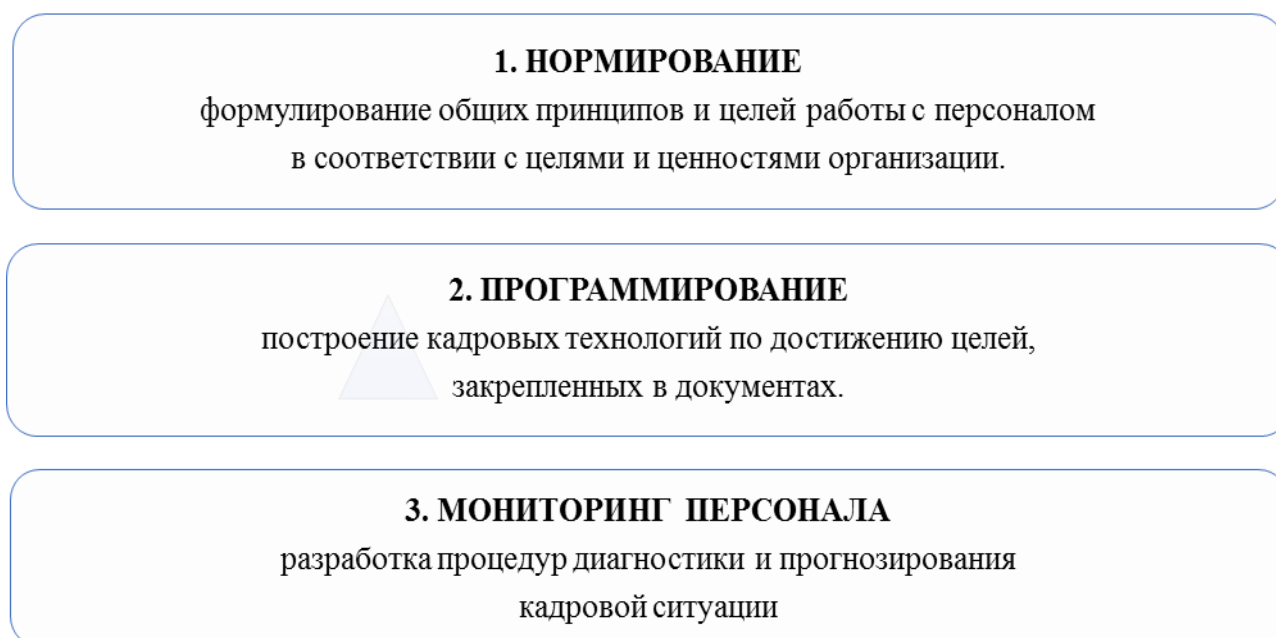 1. НОРМИРОВАНИЕ
формулирование общих принципов и целей работы с персоналом
в соответствии с целями и ценностями организации.
2. ПРОГРАММИРОВАНИЕ
построение кадровых технологий по достижению целей,
закрепленных в документах.
3. МОНИТОРИНГ ПЕРСОНАЛА
разработка процедур диагностики и прогнозирования
кадровой ситуации